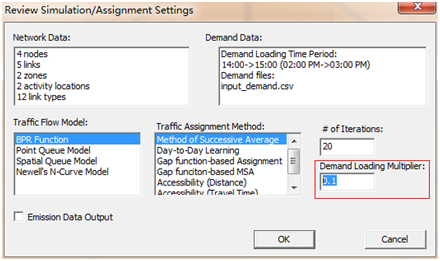 Review Simulation/Assignment Settings
Network Data:
4 nodes
5 links
2 zones
2 activity locations
12 link types
Demand Data:
Demand Loading Time Period:
14:00->15:00 (02:00 PM->03:00 PM)
Demand files:
input_demand.csv
Traffic Flow Model:
BPR Function
Point Queue Model
Spatial Queue Model
Newell's N-Curve Model
Traffic Assignment Method:
Method of Successive Average
Day-to-Day Learning
Gap function-based Assignment
Gap funciton-based MSA
Accessibility (Distance)
Accessibility (Travel Time)
# of Iterations:
20
Demand Loading Multiplier:
0.1
Emission Data Output
OK
Cancel